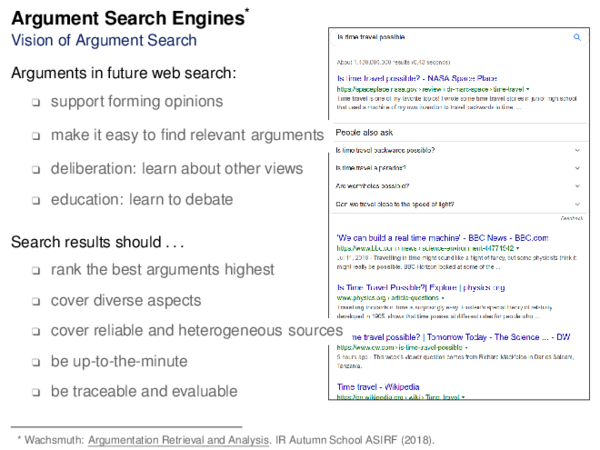 Argument Search Engines*
Vision of Argument Search
Arguments in future web search:
❏ support forming opinions
❏ make it easy to find relevant arguments
❏ deliberation: learn about other views
❏ education: learn to debate
Search results should . . .
❏ rank the best arguments highest
❏ cover diverse aspects
❏ cover reliable and heterogeneous sources
❏ be up-to-the-minute
❏ be traceable and evaluable
* Wachsmuth: Argumentation Retrieval and Analysis. IR Autumn School ASIRF (2018).
Is time travel possible
results (0,42 seconds)
Is time travel possible? - NASA Space Place
https://spaceplace.nasa.gov › review › dr-marc-space › time-travel
Time travel is one of my favorite topics! I wrote some time travel stories in junior high school
that used a machine of my own invention to travel backwards in time ...
People also ask
Is time travel backwards possible?
Is time travel a paradox?
Are wormholes possible?
Can we travel close to the speed of light?
Feedback
'We can build a real time machine' - BBC News - BBC.com
https://www.bbc.com › news › science-environment-44771942
Jul 11, 2018 - Travelling in time might sound like a flight of fancy, but some physicists think it
might really be possible. BBC Horizon looked at some of the ...
Is Time Travel Possible?| Explore | physics.org
www.physics.org › article-questions
Travelling forwards in time is surprisingly easy. Einstein's special theory of relativity,
developed in 1905, shows that time passes at different rates for people who ...
me travel possible? | Tomorrow Today - The Science ... - DW
https://www.dw.com › is-time-travel-possible
5 hours ago - This week's viewer question comes from Richard in Dar es Salaam,
Tanzania.
Time travel - Wikipedia
https://en.wikipedia.org › wiki › Time_travel